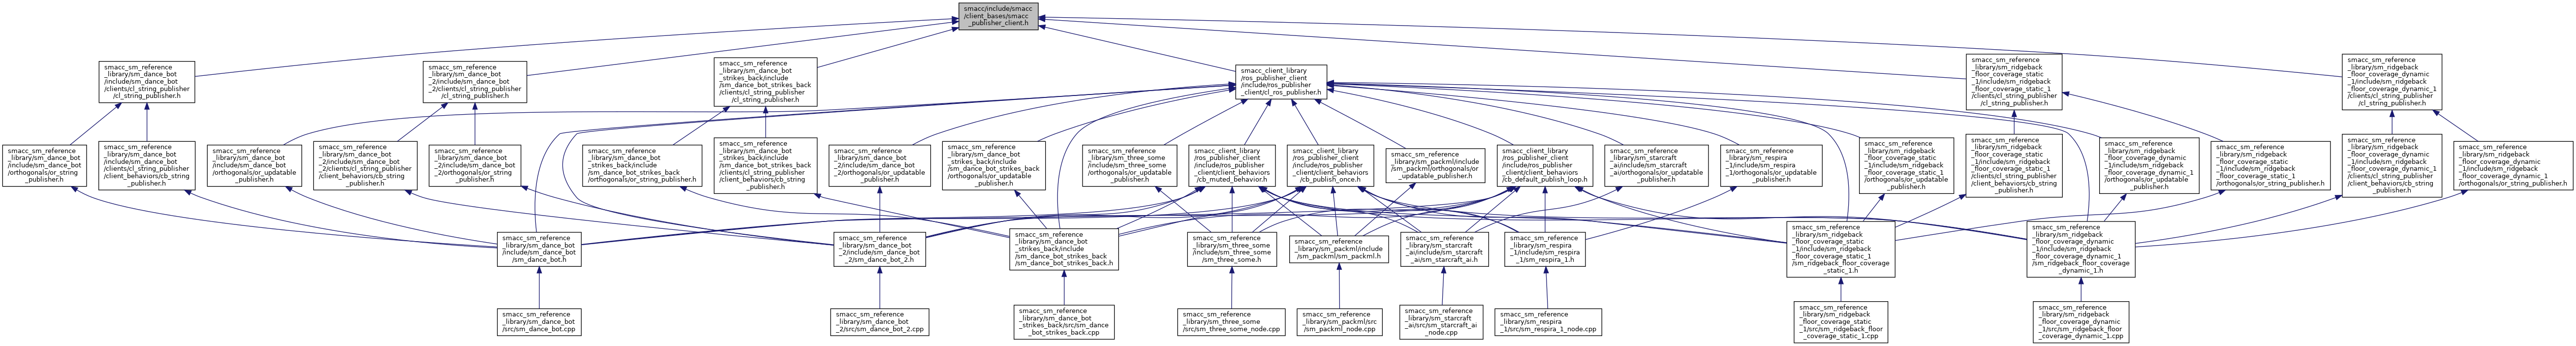 smacc/include/smacc
/client_bases/smacc
_publisher_client.h
smacc_sm_reference
_library/sm_dance_bot
/include/sm_dance_bot
/clients/cl_string_publisher
/cl_string_publisher.h
smacc_sm_reference
_library/sm_dance_bot
_2/include/sm_dance_bot
_2/clients/cl_string_publisher
/cl_string_publisher.h
smacc_sm_reference
_library/sm_dance_bot
_strikes_back/include
/sm_dance_bot_strikes_back
/clients/cl_string_publisher
/cl_string_publisher.h
smacc_client_library
/ros_publisher_client
/include/ros_publisher
_client/cl_ros_publisher.h
smacc_sm_reference
_library/sm_ridgeback
_floor_coverage_static
_1/include/sm_ridgeback
_floor_coverage_static_1
/clients/cl_string_publisher
/cl_string_publisher.h
smacc_sm_reference
_library/sm_ridgeback
_floor_coverage_dynamic
_1/include/sm_ridgeback
_floor_coverage_dynamic_1
/clients/cl_string_publisher
/cl_string_publisher.h
smacc_sm_reference
_library/sm_dance_bot
/include/sm_dance_bot
/orthogonals/or_string
_publisher.h
smacc_sm_reference
_library/sm_dance_bot
/include/sm_dance_bot
/clients/cl_string_publisher
/client_behaviors/cb_string
_publisher.h
smacc_sm_reference
_library/sm_dance_bot
/include/sm_dance_bot
/orthogonals/or_updatable
_publisher.h
smacc_sm_reference
_library/sm_dance_bot
_2/include/sm_dance_bot
_2/clients/cl_string_publisher
/client_behaviors/cb_string
_publisher.h
smacc_sm_reference
_library/sm_dance_bot
_2/include/sm_dance_bot
_2/orthogonals/or_string
_publisher.h
smacc_sm_reference
_library/sm_dance_bot
_strikes_back/include
/sm_dance_bot_strikes_back
/orthogonals/or_string_publisher.h
smacc_sm_reference
_library/sm_dance_bot
_strikes_back/include
/sm_dance_bot_strikes_back
/clients/cl_string_publisher
/client_behaviors/cb_string
_publisher.h
smacc_sm_reference
_library/sm_dance_bot
_2/include/sm_dance_bot
_2/orthogonals/or_updatable
_publisher.h
smacc_sm_reference
_library/sm_dance_bot
_strikes_back/include
/sm_dance_bot_strikes_back
/orthogonals/or_updatable
_publisher.h
smacc_sm_reference
_library/sm_three_some
/include/sm_three_some
/orthogonals/or_updatable
_publisher.h
smacc_client_library
/ros_publisher_client
/include/ros_publisher
_client/client_behaviors
/cb_muted_behavior.h
smacc_client_library
/ros_publisher_client
/include/ros_publisher
_client/client_behaviors
/cb_publish_once.h
smacc_sm_reference
_library/sm_packml/include
/sm_packml/orthogonals/or
_updatable_publisher.h
smacc_client_library
/ros_publisher_client
/include/ros_publisher
_client/client_behaviors
/cb_default_publish_loop.h
smacc_sm_reference
_library/sm_starcraft
_ai/include/sm_starcraft
_ai/orthogonals/or_updatable
_publisher.h
smacc_sm_reference
_library/sm_respira
_1/include/sm_respira
_1/orthogonals/or_updatable
_publisher.h
smacc_sm_reference
_library/sm_ridgeback
_floor_coverage_static
_1/include/sm_ridgeback
_floor_coverage_static_1
/orthogonals/or_updatable
_publisher.h
smacc_sm_reference
_library/sm_ridgeback
_floor_coverage_static
_1/include/sm_ridgeback
_floor_coverage_static_1
/clients/cl_string_publisher
/client_behaviors/cb_string
_publisher.h
smacc_sm_reference
_library/sm_ridgeback
_floor_coverage_dynamic
_1/include/sm_ridgeback
_floor_coverage_dynamic_1
/orthogonals/or_updatable
_publisher.h
smacc_sm_reference
_library/sm_ridgeback
_floor_coverage_static
_1/include/sm_ridgeback
_floor_coverage_static_1
/orthogonals/or_string_publisher.h
smacc_sm_reference
_library/sm_ridgeback
_floor_coverage_dynamic
_1/include/sm_ridgeback
_floor_coverage_dynamic_1
/clients/cl_string_publisher
/client_behaviors/cb_string
_publisher.h
smacc_sm_reference
_library/sm_ridgeback
_floor_coverage_dynamic
_1/include/sm_ridgeback
_floor_coverage_dynamic_1
/orthogonals/or_string_publisher.h
smacc_sm_reference
_library/sm_dance_bot
/include/sm_dance_bot
/sm_dance_bot.h
smacc_sm_reference
_library/sm_dance_bot
_2/include/sm_dance_bot
_2/sm_dance_bot_2.h
smacc_sm_reference
_library/sm_dance_bot
_strikes_back/include
/sm_dance_bot_strikes_back
/sm_dance_bot_strikes_back.h
smacc_sm_reference
_library/sm_three_some
/include/sm_three_some
/sm_three_some.h
smacc_sm_reference
_library/sm_packml/include
/sm_packml/sm_packml.h
smacc_sm_reference
_library/sm_starcraft
_ai/include/sm_starcraft
_ai/sm_starcraft_ai.h
smacc_sm_reference
_library/sm_respira
_1/include/sm_respira
_1/sm_respira_1.h
smacc_sm_reference
_library/sm_ridgeback
_floor_coverage_static
_1/include/sm_ridgeback
_floor_coverage_static_1
/sm_ridgeback_floor_coverage
_static_1.h
smacc_sm_reference
_library/sm_ridgeback
_floor_coverage_dynamic
_1/include/sm_ridgeback
_floor_coverage_dynamic_1
/sm_ridgeback_floor_coverage
_dynamic_1.h
smacc_sm_reference
_library/sm_dance_bot
/src/sm_dance_bot.cpp
smacc_sm_reference
_library/sm_dance_bot
_2/src/sm_dance_bot_2.cpp
smacc_sm_reference
_library/sm_dance_bot
_strikes_back/src/sm_dance
_bot_strikes_back.cpp
smacc_sm_reference
_library/sm_three_some
/src/sm_three_some_node.cpp
smacc_sm_reference
_library/sm_packml/src
/sm_packml_node.cpp
smacc_sm_reference
_library/sm_starcraft
_ai/src/sm_starcraft_ai
_node.cpp
smacc_sm_reference
_library/sm_respira
_1/src/sm_respira_1_node.cpp
smacc_sm_reference
_library/sm_ridgeback
_floor_coverage_static
_1/src/sm_ridgeback_floor
_coverage_static_1.cpp
smacc_sm_reference
_library/sm_ridgeback
_floor_coverage_dynamic
_1/src/sm_ridgeback_floor
_coverage_dynamic_1.cpp